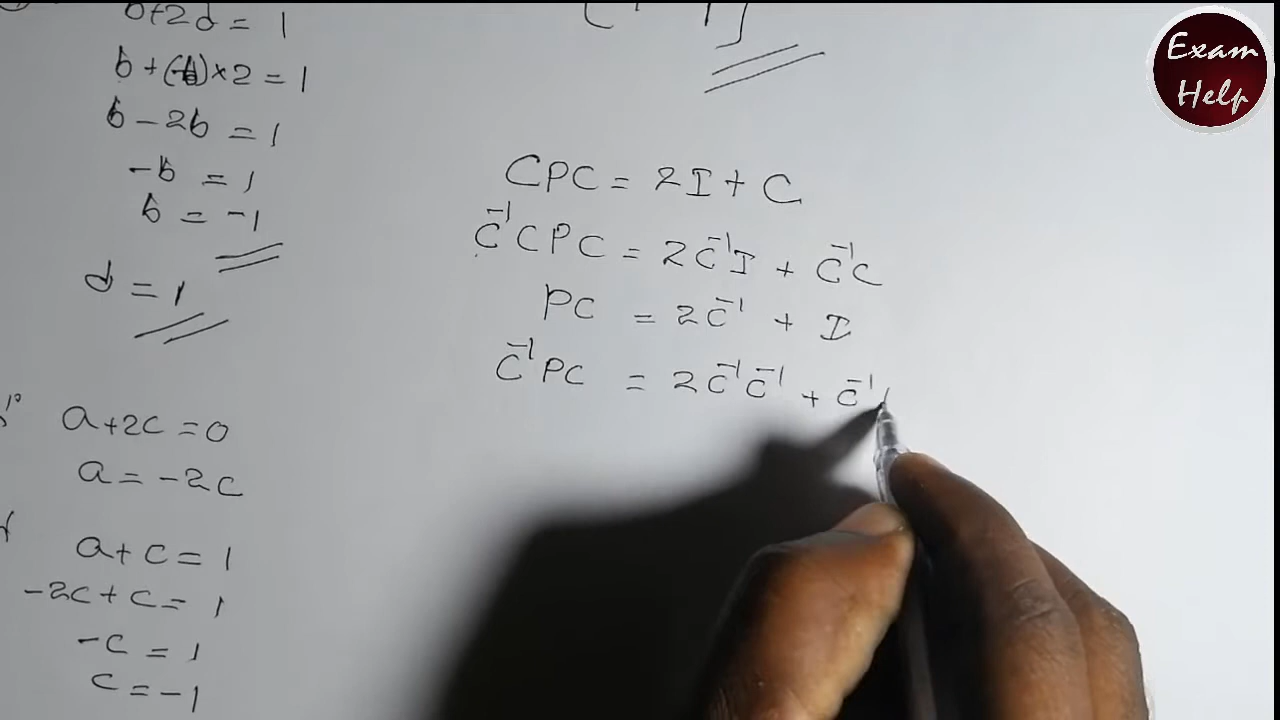 b+2d = 1
b + (-b)×2 = 1
b - 2b = 1
-b = 1
b = -1
d = 1
a+2c = 0
a = -2c
a + c = 1
-2c + c = 1
-c = 1
c = -1
CPC = 2I + C
C⁻¹CPC = 2C⁻¹I + C⁻¹C
PC = 2C⁻¹ + I
C⁻¹PC = 2C⁻¹C⁻¹ + C⁻¹
Exam
Help